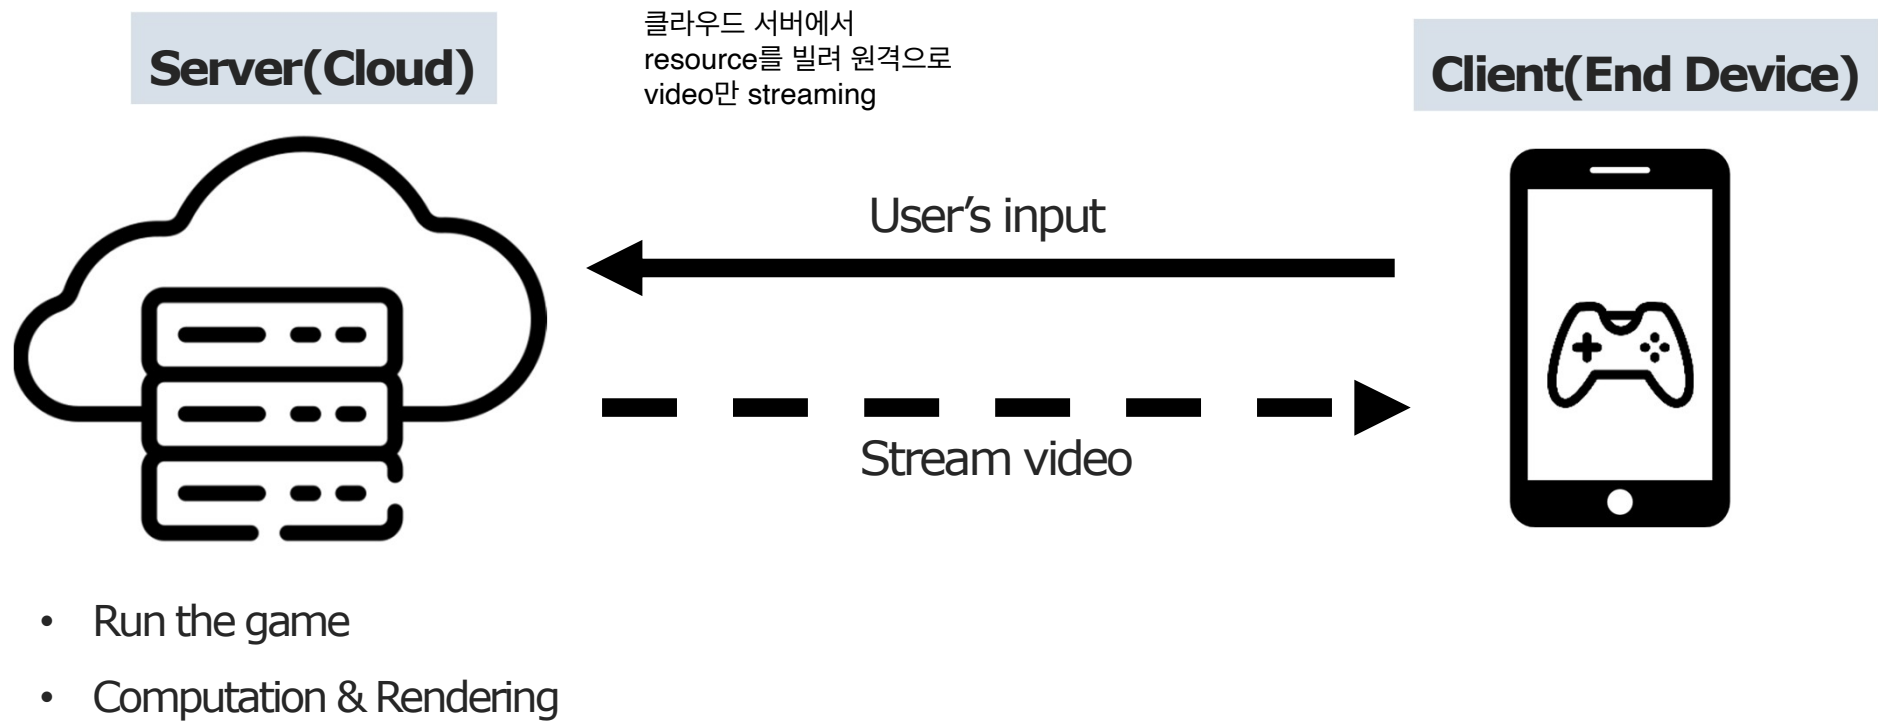 Server(Cloud)
클라우드 서버에서
resource를 빌려 원격으로
video만 streaming
Client(End Device)
User’s input
Stream video
• Run the game
• Computation & Rendering